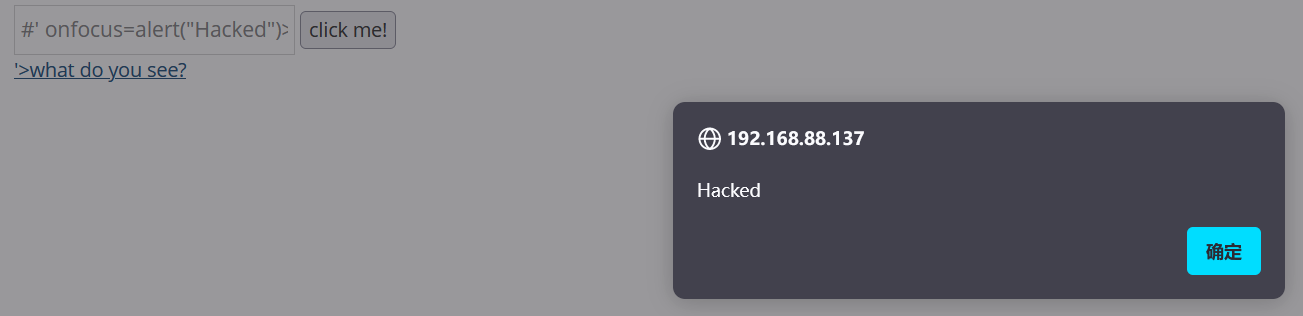 #' onfocus=alert("Hacked")>
click me!
'>what do you see?
192.168.88.137
Hacked
确定